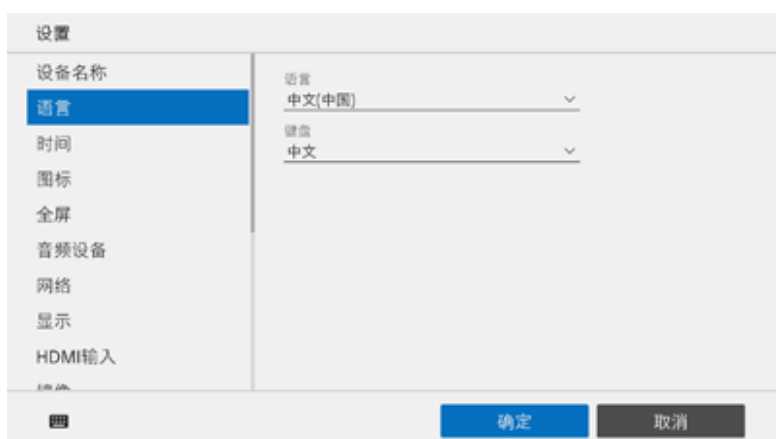 设置
设备名称
语言
时间
图标
全屏
音频设备
网络
显示
HDMI输入
语言
中文(中国)
键盘
中文
确定
取消